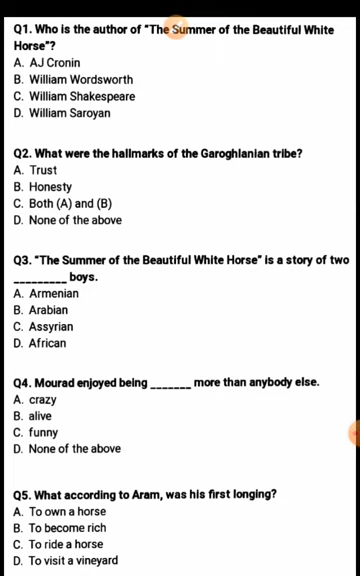 Q1. Who is the author of "The Summer of the Beautiful White
Horse"?
A. AJ Cronin
B. William Wordsworth
C. William Shakespeare
D. William Saroyan
Q2. What were the hallmarks of the Garoghlanian tribe?
A. Trust
B. Honesty
C. Both (A) and (B)
D. None of the above
Q3. "The Summer of the Beautiful White Horse" is a story of two
_________ boys.
A. Armenian
B. Arabian
C. Assyrian
D. African
Q4. Mourad enjoyed being _______ more than anybody else.
A. crazy
B. alive
C. funny
D. None of the above
Q5. What according to Aram, was his first longing?
A. To own a horse
B. To become rich
C. To ride a horse
D. To visit a vineyard